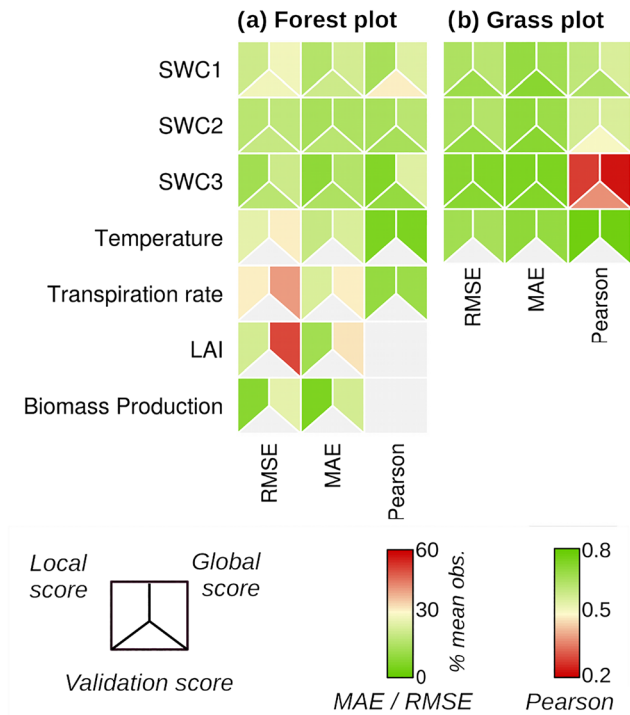 (a) Forest plot
(b) Grass plot
SWC1
SWC2
SWC3
Temperature
Transpiration rate
LAI
Biomass Production
RMSE
MAE
Pearson
RMSE
MAE
Pearson
Local
score
Global
score
Validation score
60
30
0
% mean obs.
MAE / RMSE
0.8
0.5
0.2
Pearson